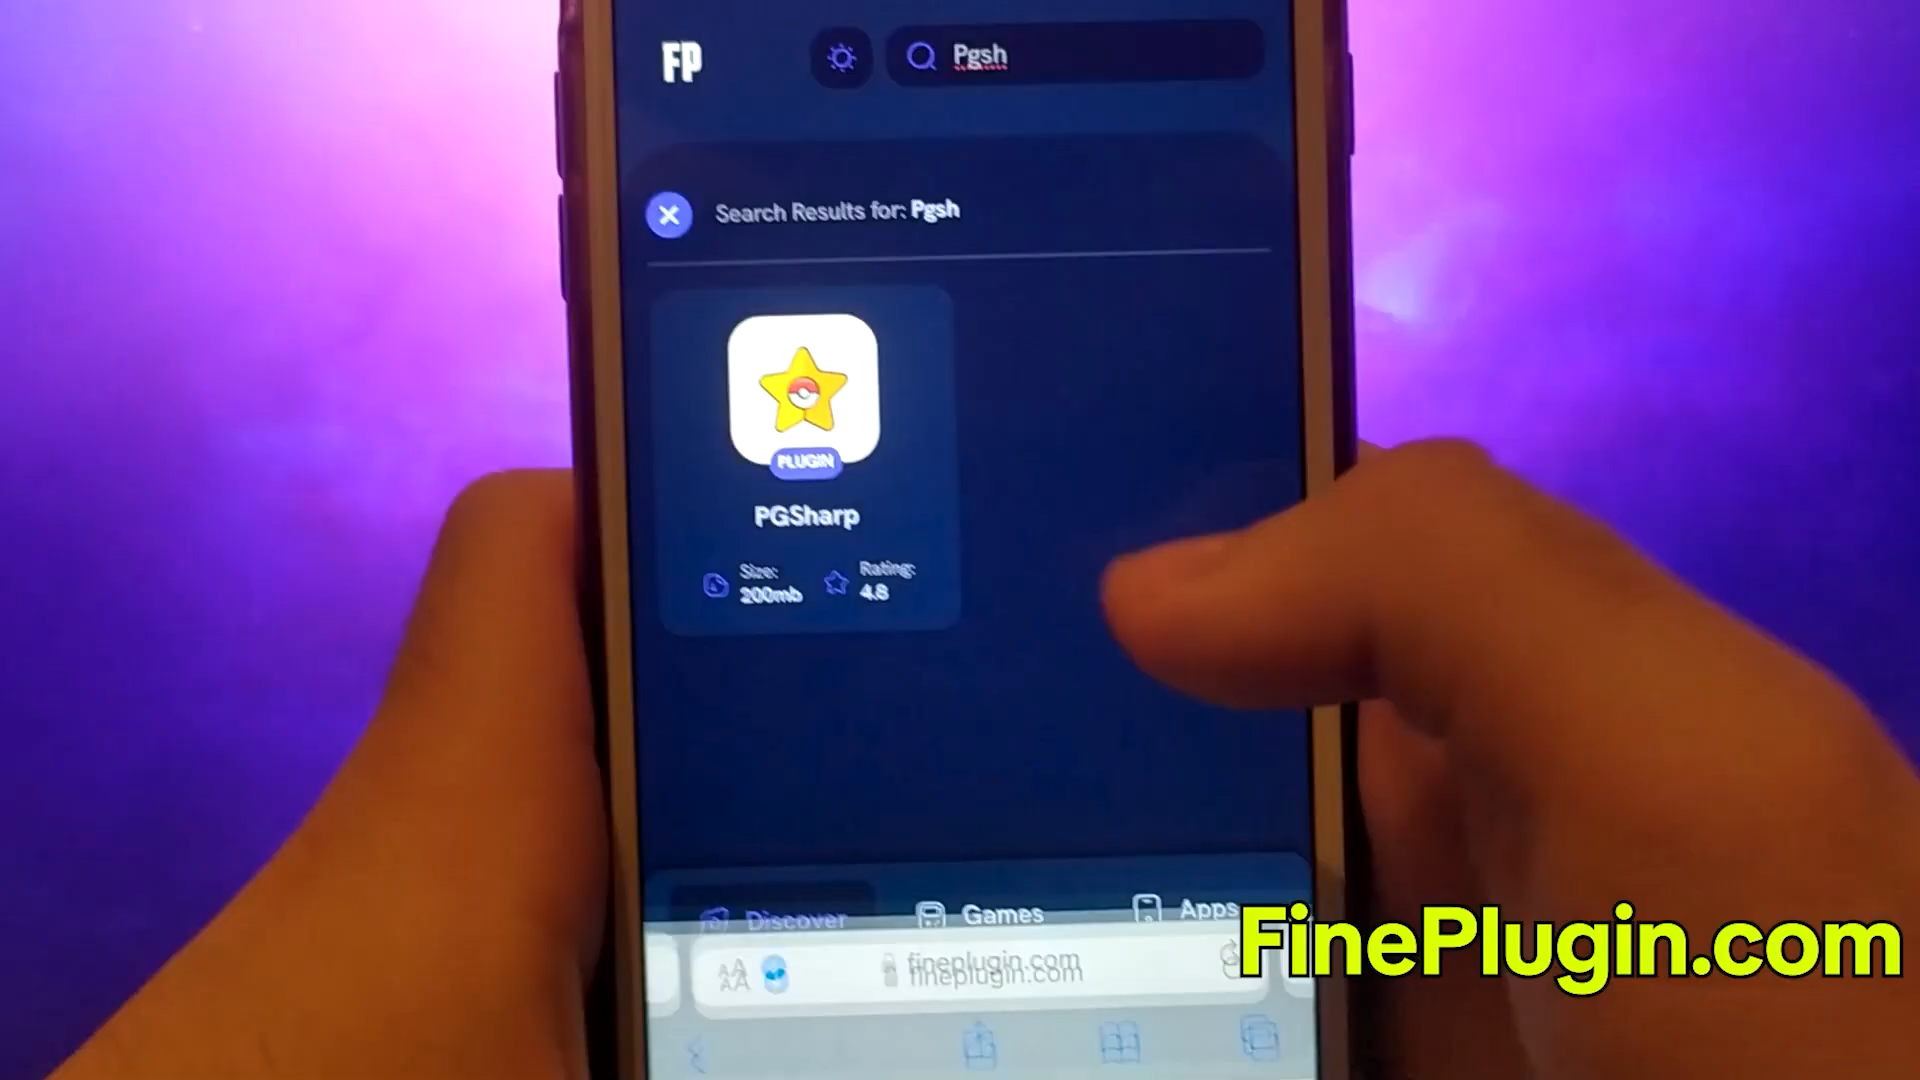 FP
Pgsh
Search Results for: Pgsh
PLUGIN
PGSharp
Size:
200mb
Rating:
4.8
Discover
Games
Apps
AA
fineplugin.com
FinePlugin.com